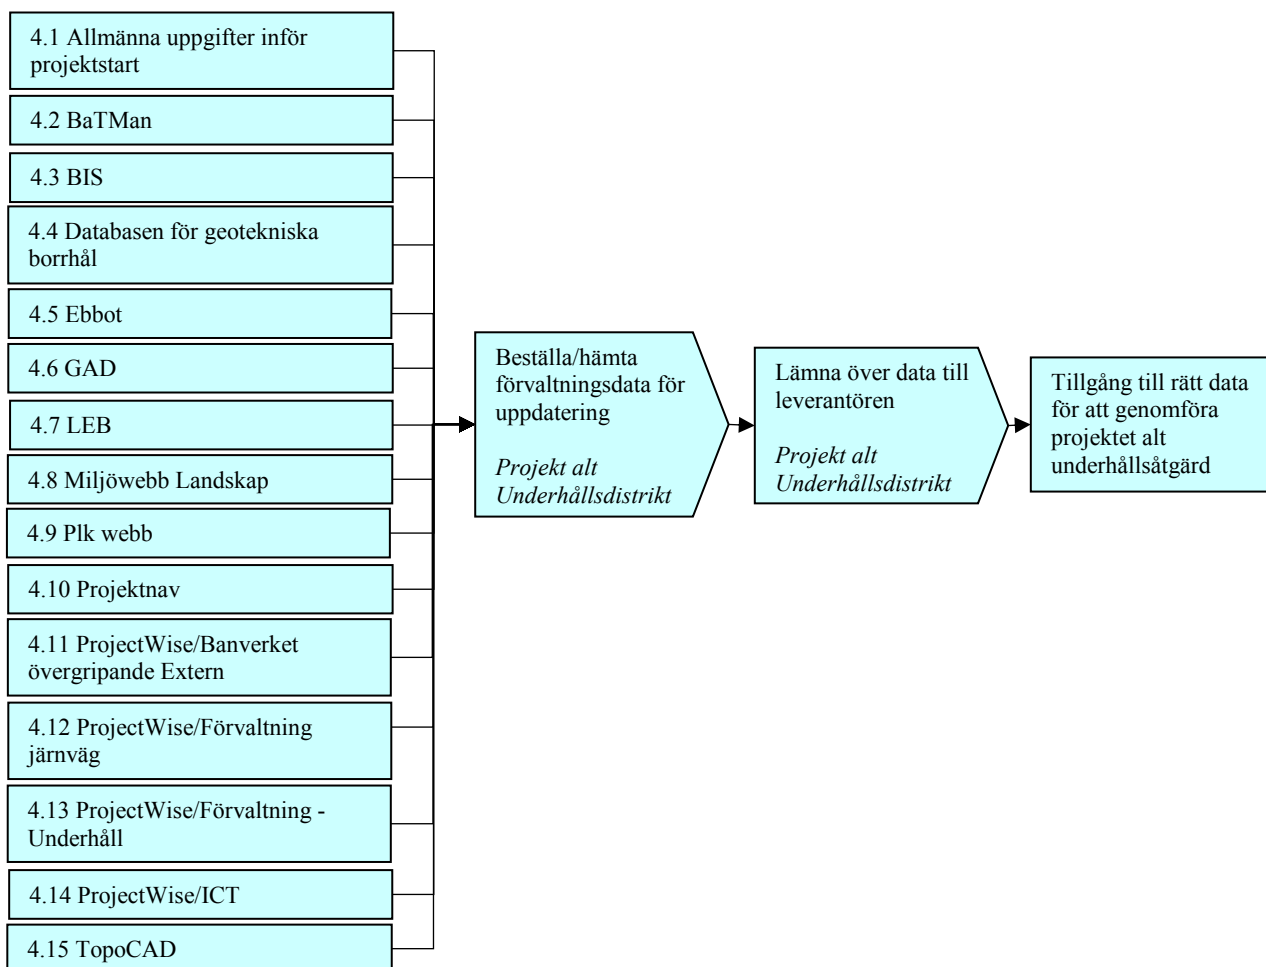 4.1 Allmänna uppgifter inför
projektstart
4.2 BaTMan
4.3 BIS
4.4 Databasen för geotekniska
borrhål
4.5 Ebbot
4.6 GAD
4.7 LEB
4.8 Miljöwebb Landskap
4.9 Plk webb
4.10 Projektnav
4.11 ProjectWise/Banverket
övergripande Extern
4.12 ProjectWise/Förvaltning
järnväg
4.13 ProjectWise/Förvaltning -
Underhåll
4.14 ProjectWise/ICT
4.15 TopoCAD
Beställa/hämta
förvaltningsdata för
uppdatering
Projekt alt
Underhållsdistrikt
Lämna över data till
leverantören
Projekt alt
Underhållsdistrikt
Tillgång till rätt data
för att genomföra
projektet alt
underhållsåtgärd